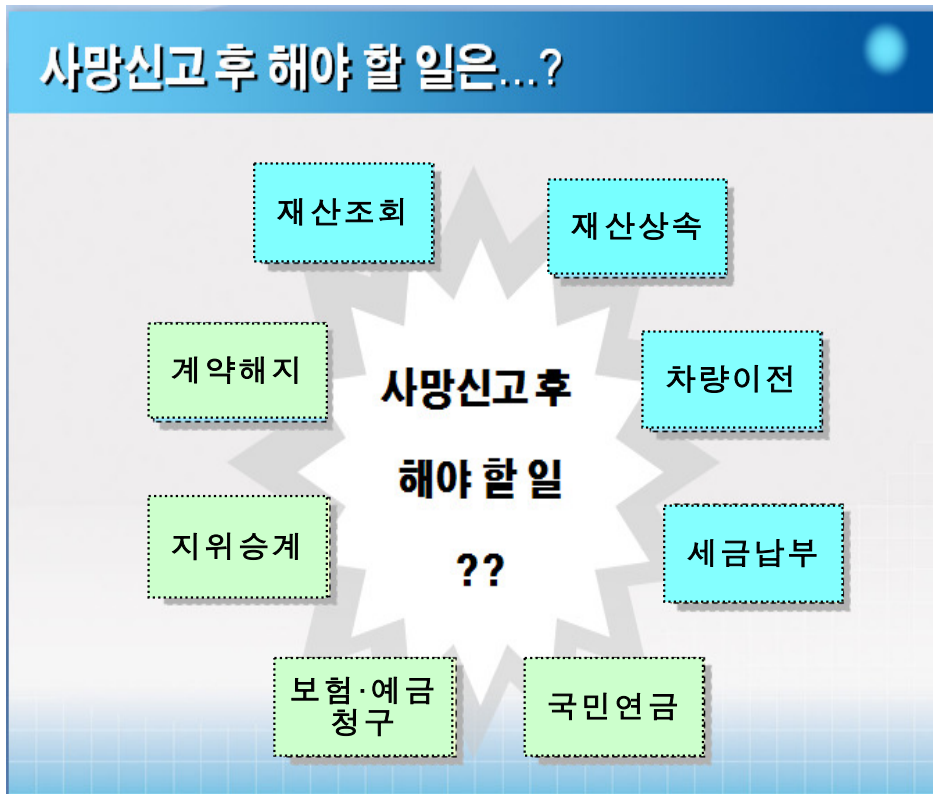 사망신고 후 해야 할 일은...?
재산조회
재산상속
계약해지
차량이전
사망신고 후
해야 할 일
??
지위승계
세금납부
보험·예금
청구
국민연금